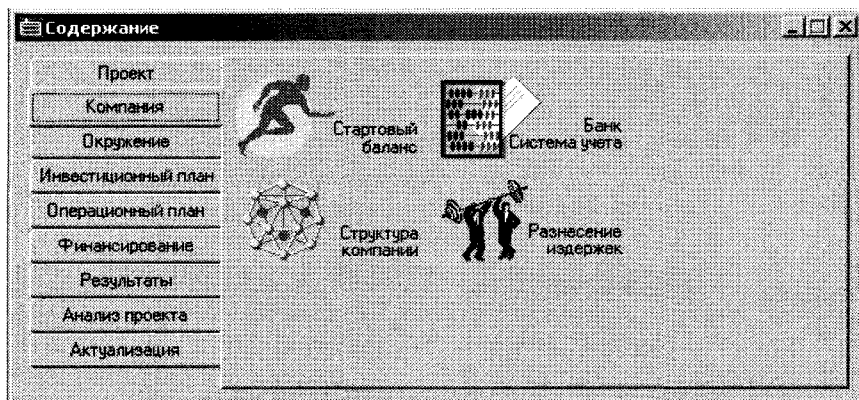 Содержание
Проект
Компания
Окружение
Инвестиционный план
Операционный план
Финансирование
Результаты
Анализ проекта
Актуализация
Стартовый
баланс
Банк
Система учета
Структура
компании
Разнесение
издержек